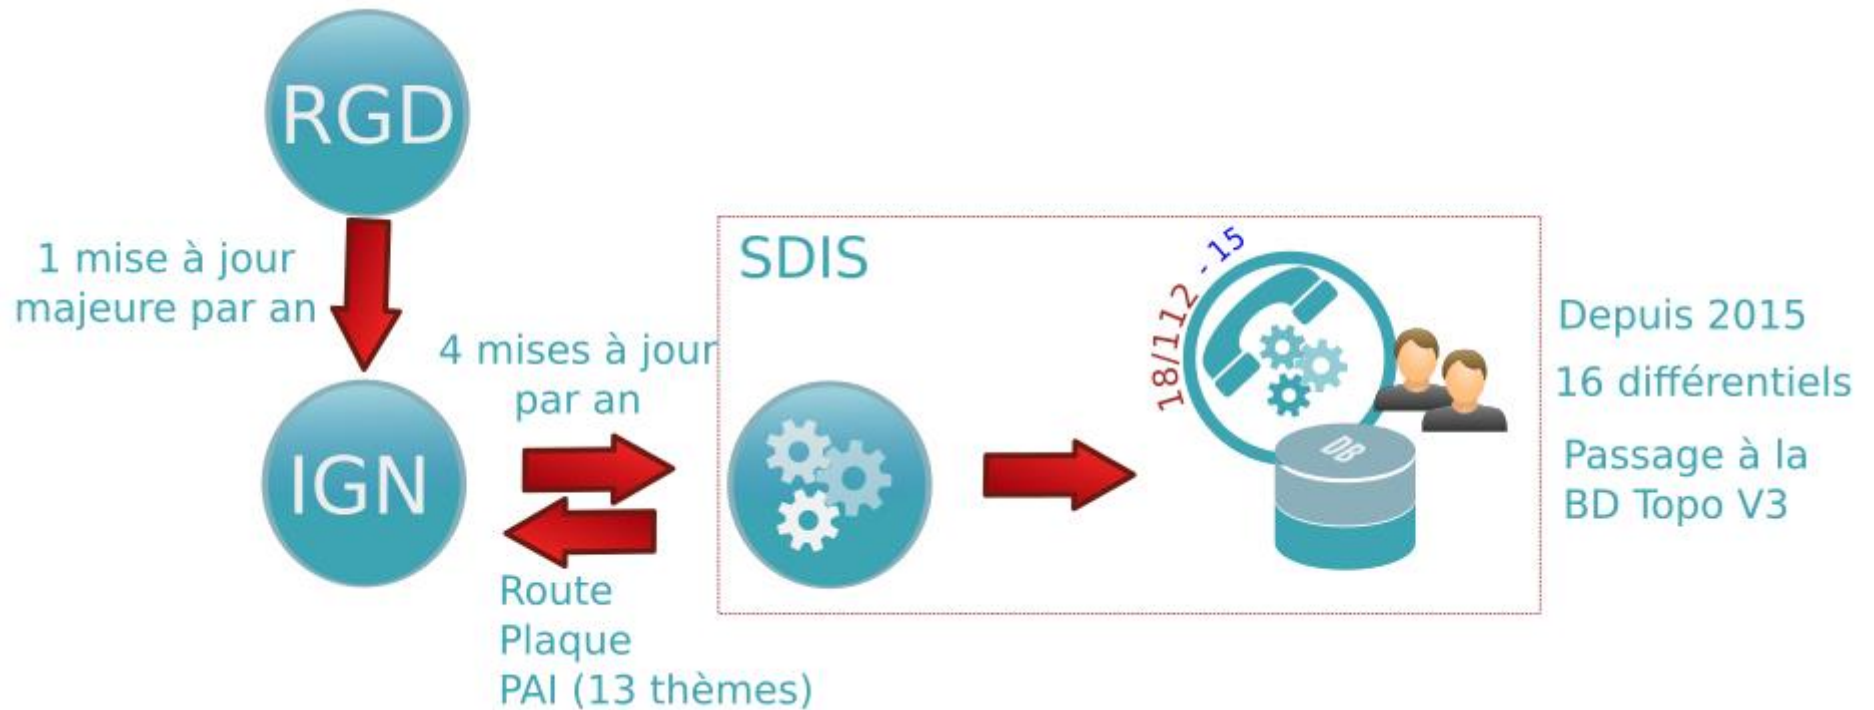 RGD
1 mise à jour
majeure par an
IGN
4 mises à jour
par an
Route
Plaque
PAI (13 thèmes)
SDIS
18/112 - 15
DB
Depuis 2015
16 différentiels
Passage à la
BD Topo V3